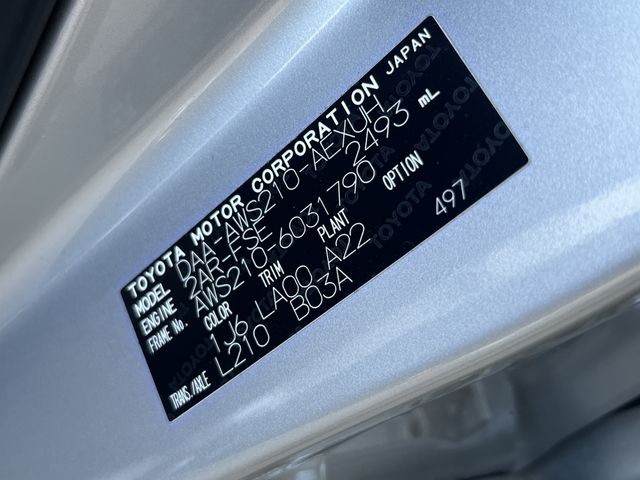 TOYOTA MOTOR CORPORATION JAPAN
MODEL DAA-AWS210-AEXUH
ENGINE 2AR-FSE 2493 mL
FRAME No. AWS210-6031790
COLOR TRIM PLANT OPTION
1J6 LA00 A22 497
TRANS./AXLE L210 B03A